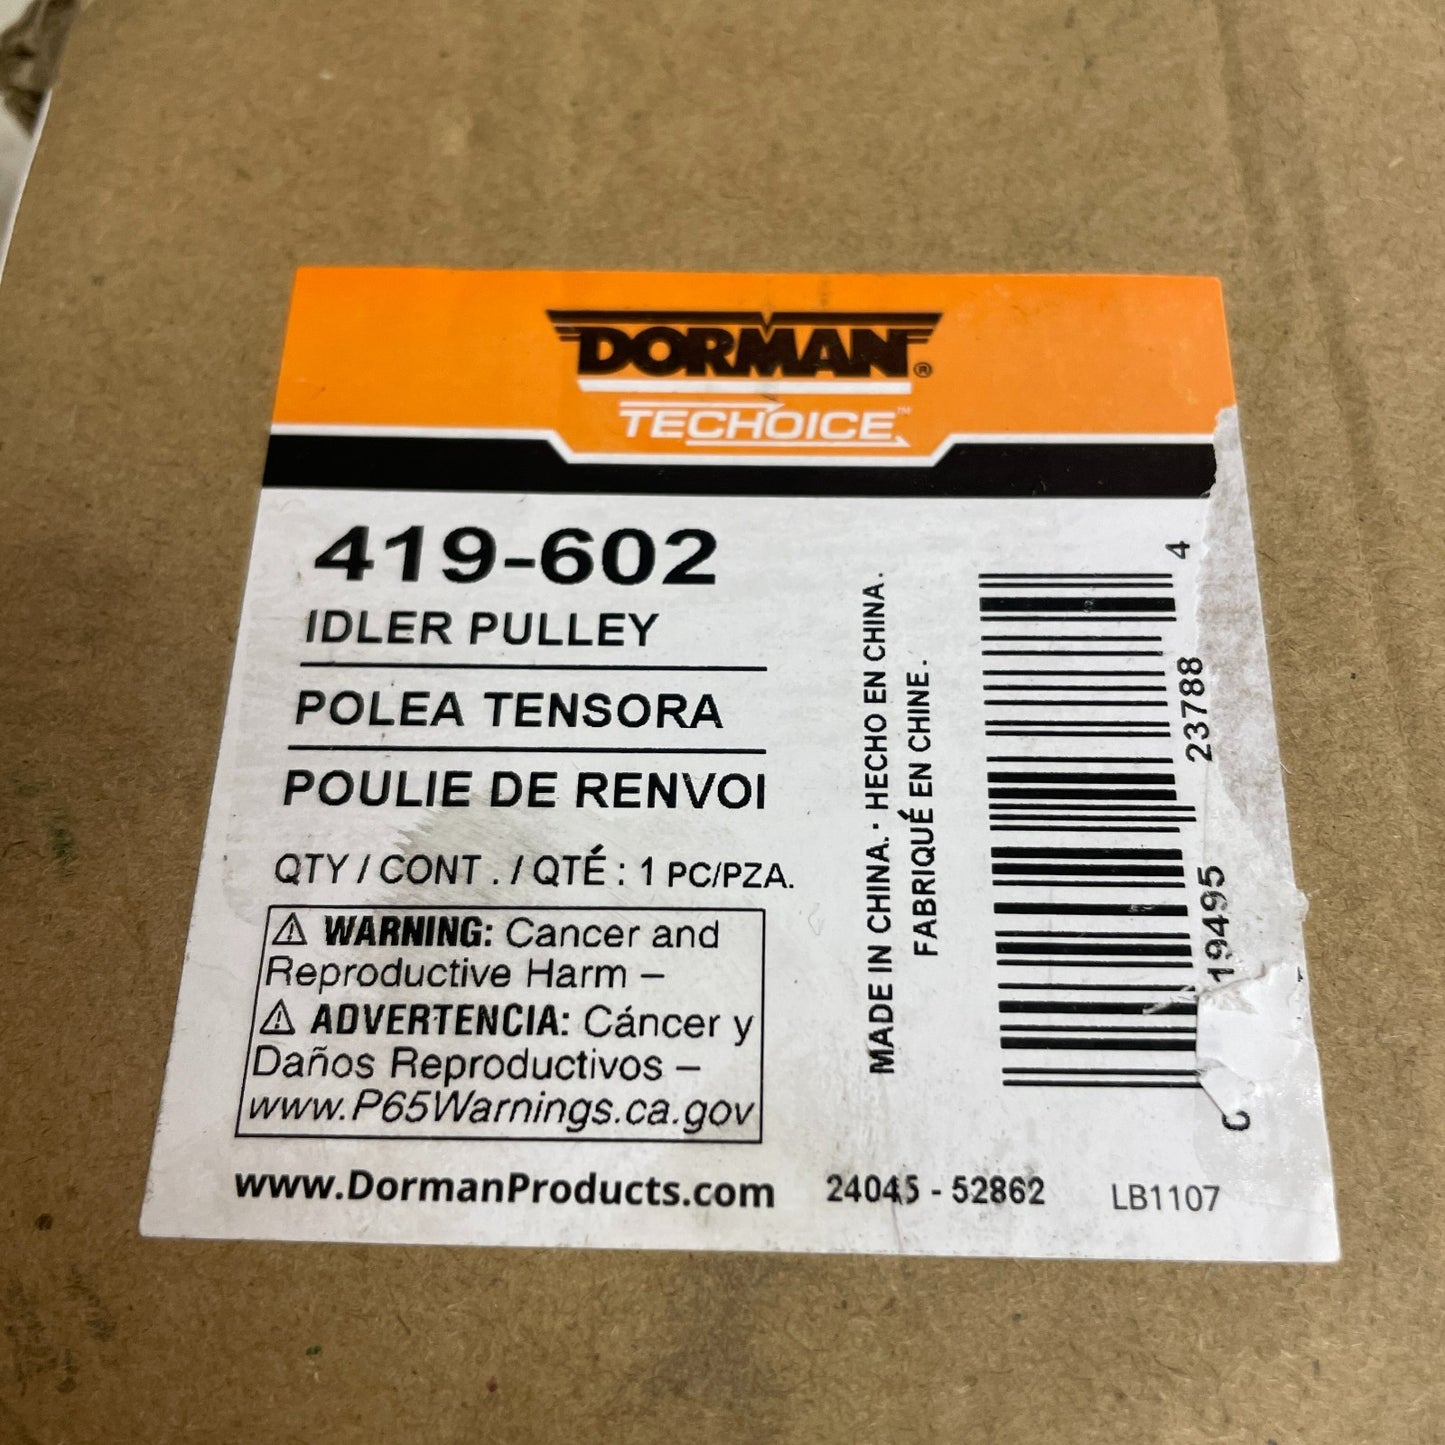 DORMAN®
TECHOICE™
419-602
IDLER PULLEY
POLEA TENSORA
POULIE DE RENVOI
QTY / CONT . / QTÉ : 1 PC/PZA.
⚠ WARNING: Cancer and
Reproductive Harm –
⚠ ADVERTENCIA: Cáncer y
Daños Reproductivos –
www.P65Warnings.ca.gov
www.DormanProducts.com
MADE IN CHINA. · HECHO EN CHINA.
FABRIQUÉ EN CHINE.
19495 23788 4
24045 - 52862
LB1107